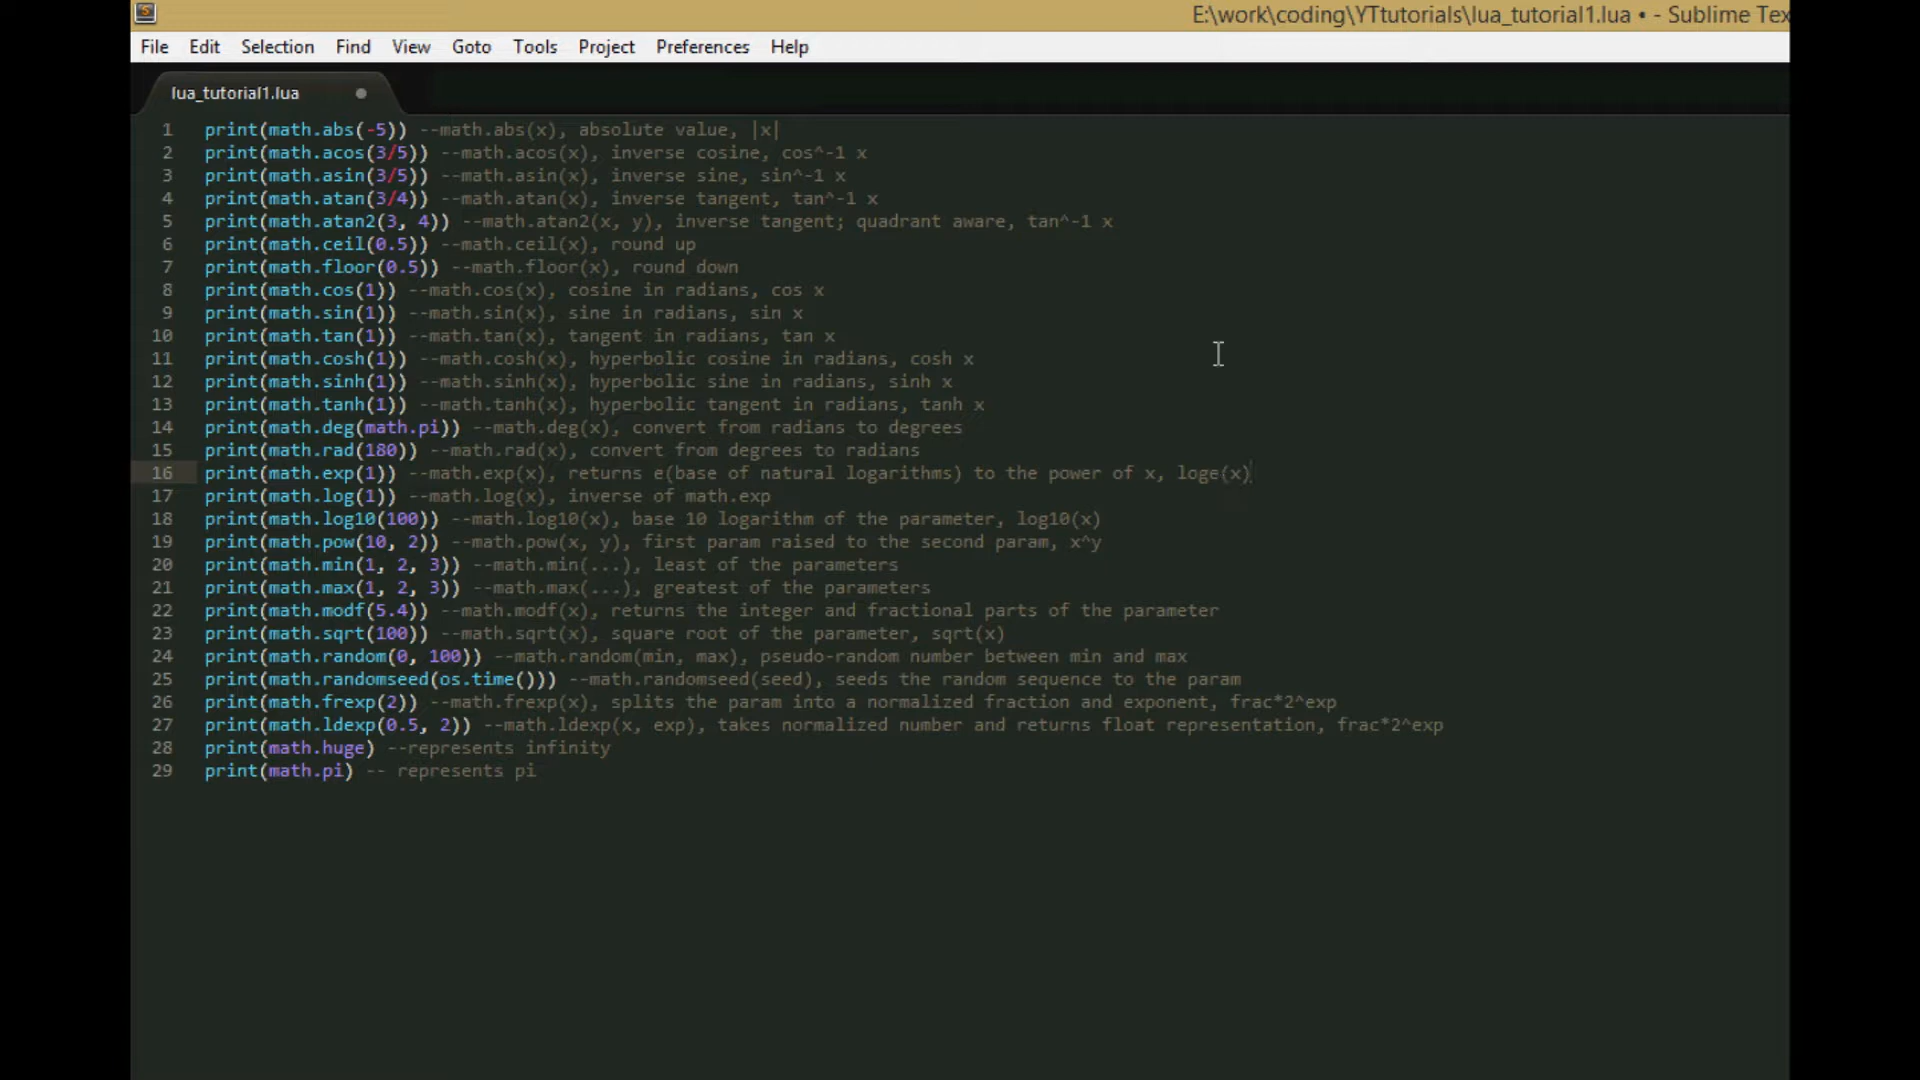 E:\work\coding\YTtutorials\lua_tutorial1.lua • - Sublime Tex
File Edit Selection Find View Goto Tools Project Preferences Help
lua_tutorial1.lua
1 print(math.abs(-5)) --math.abs(x), absolute value, |x|
2 print(math.acos(3/5)) --math.acos(x), inverse cosine, cos^-1 x
3 print(math.asin(3/5)) --math.asin(x), inverse sine, sin^-1 x
4 print(math.atan(3/4)) --math.atan(x), inverse tangent, tan^-1 x
5 print(math.atan2(3, 4)) --math.atan2(x, y), inverse tangent; quadrant aware, tan^-1 x
6 print(math.ceil(0.5)) --math.ceil(x), round up
7 print(math.floor(0.5)) --math.floor(x), round down
8 print(math.cos(1)) --math.cos(x), cosine in radians, cos x
9 print(math.sin(1)) --math.sin(x), sine in radians, sin x
10 print(math.tan(1)) --math.tan(x), tangent in radians, tan x
11 print(math.cosh(1)) --math.cosh(x), hyperbolic cosine in radians, cosh x
12 print(math.sinh(1)) --math.sinh(x), hyperbolic sine in radians, sinh x
13 print(math.tanh(1)) --math.tanh(x), hyperbolic tangent in radians, tanh x
14 print(math.deg(math.pi)) --math.deg(x), convert from radians to degrees
15 print(math.rad(180)) --math.rad(x), convert from degrees to radians
16 print(math.exp(1)) --math.exp(x), returns e(base of natural logarithms) to the power of x, loge(x)
17 print(math.log(1)) --math.log(x), inverse of math.exp
18 print(math.log10(100)) --math.log10(x), base 10 logarithm of the parameter, log10(x)
19 print(math.pow(10, 2)) --math.pow(x, y), first param raised to the second param, x^y
20 print(math.min(1, 2, 3)) --math.min(...), least of the parameters
21 print(math.max(1, 2, 3)) --math.max(...), greatest of the parameters
22 print(math.modf(5.4)) --math.modf(x), returns the integer and fractional parts of the parameter
23 print(math.sqrt(100)) --math.sqrt(x), square root of the parameter, sqrt(x)
24 print(math.random(0, 100)) --math.random(min, max), pseudo-random number between min and max
25 print(math.randomseed(os.time())) --math.randomseed(seed), seeds the random sequence to the param
26 print(math.frexp(2)) --math.frexp(x), splits the param into a normalized fraction and exponent, frac*2^exp
27 print(math.ldexp(0.5, 2)) --math.ldexp(x, exp), takes normalized number and returns float representation, frac*2^exp
28 print(math.huge) --represents infinity
29 print(math.pi) -- represents pi